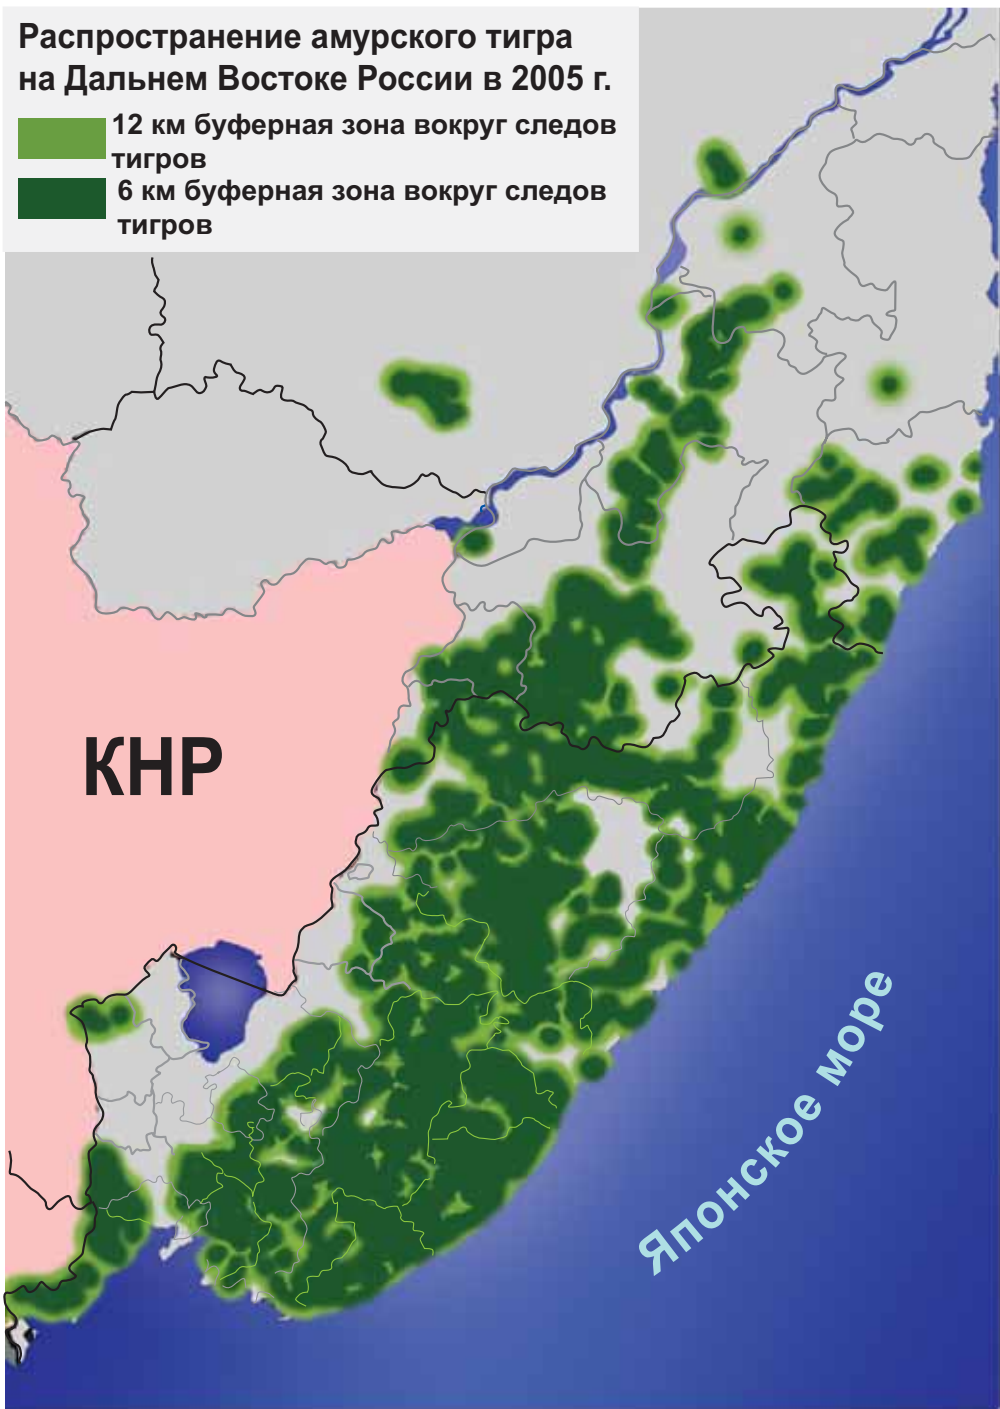 Распространение амурского тигра
на Дальнем Востоке России в 2005 г.
12 км буферная зона вокруг следов
тигров
6 км буферная зона вокруг следов
тигров
КНР
Японское море